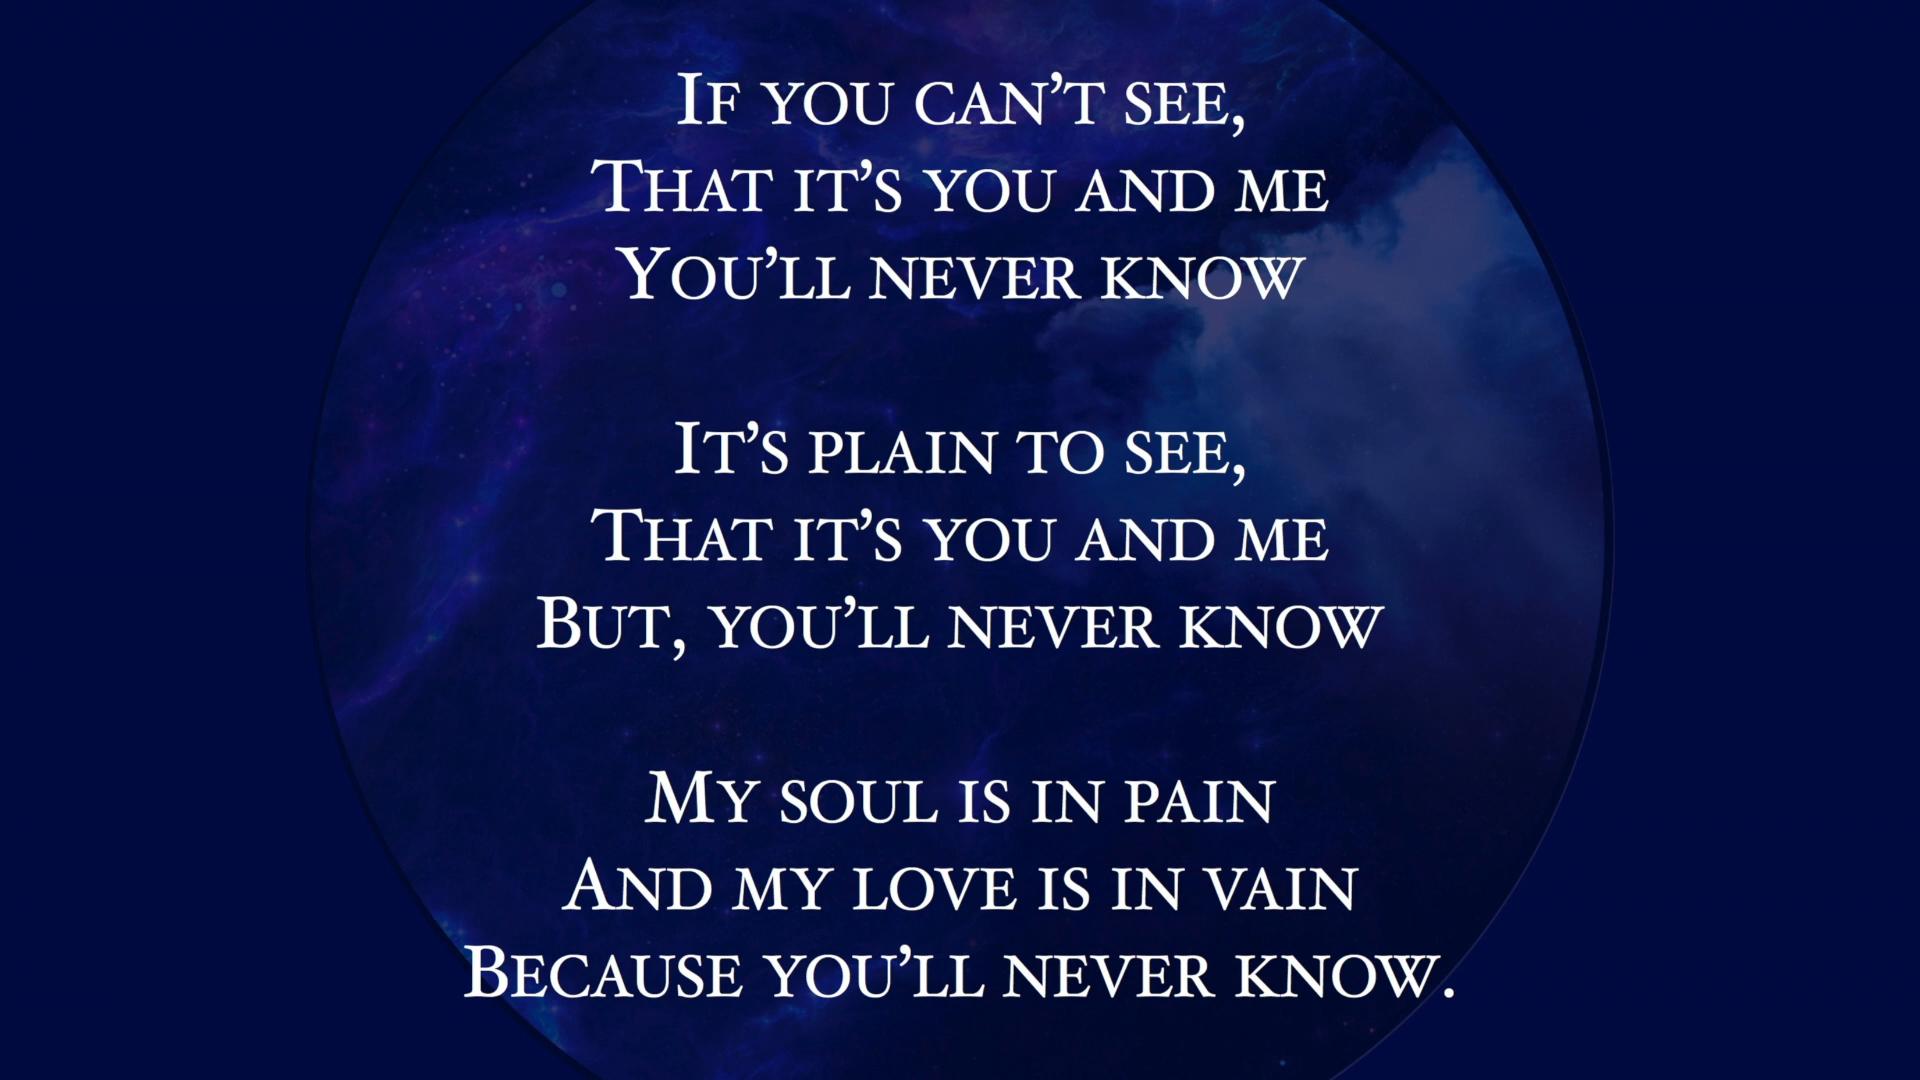 If you can’t see,
That it’s you and me
You’ll never know
It’s plain to see,
That it’s you and me
But, you’ll never know
My soul is in pain
And my love is in vain
Because you’ll never know.